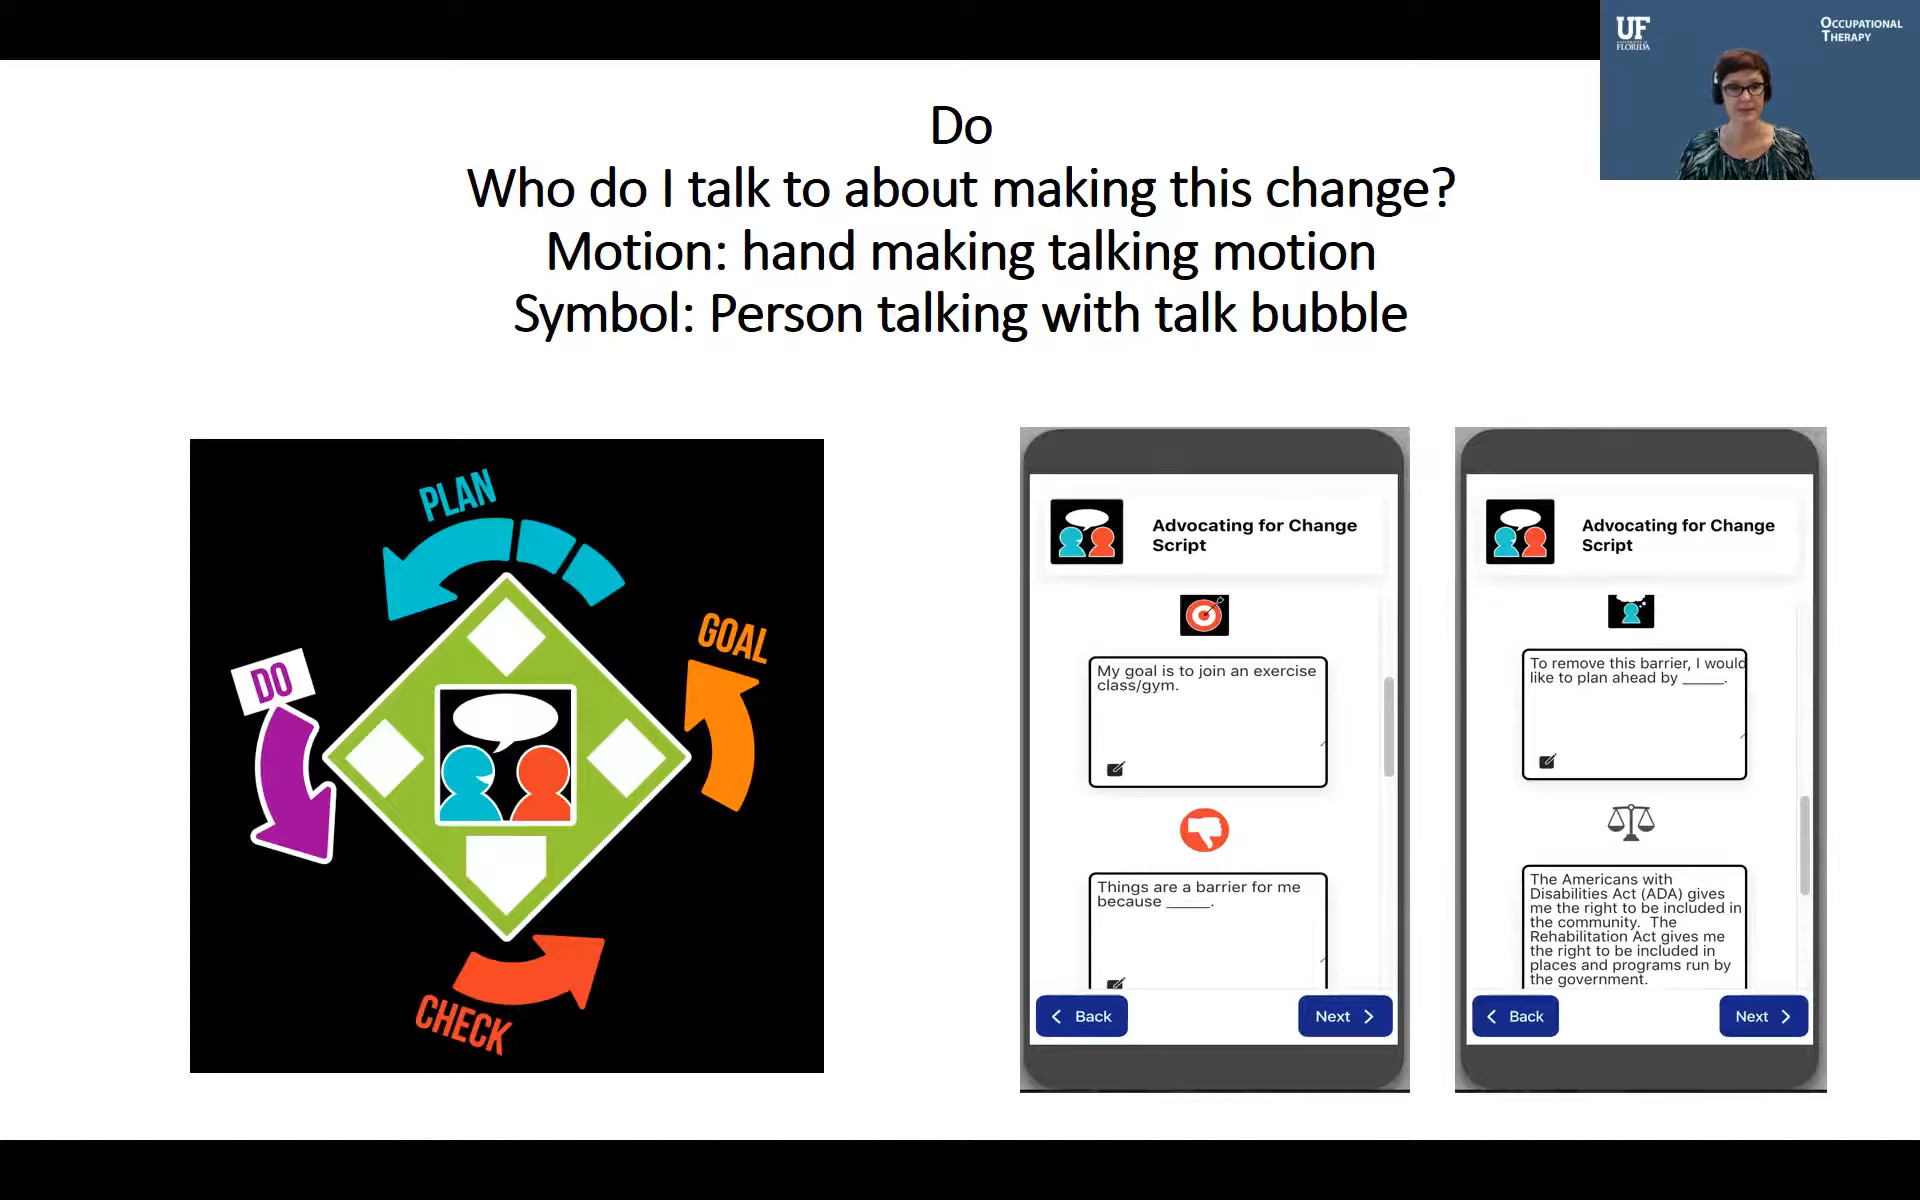 UF
UNIVERSITY of
FLORIDA
OCCUPATIONAL
THERAPY
Do
Who do I talk to about making this change?
Motion: hand making talking motion
Symbol: Person talking with talk bubble
PLAN
GOAL
DO
CHECK
Advocating for Change
Script
My goal is to join an exercise
class/gym.
Things are a barrier for me
because _____.
Back
Next
Advocating for Change
Script
To remove this barrier, I would
like to plan ahead by _____.
The Americans with
Disabilities Act (ADA) gives
me the right to be included in
the community. The
Rehabilitation Act gives me
the right to be included in
places and programs run by
the government.
Back
Next